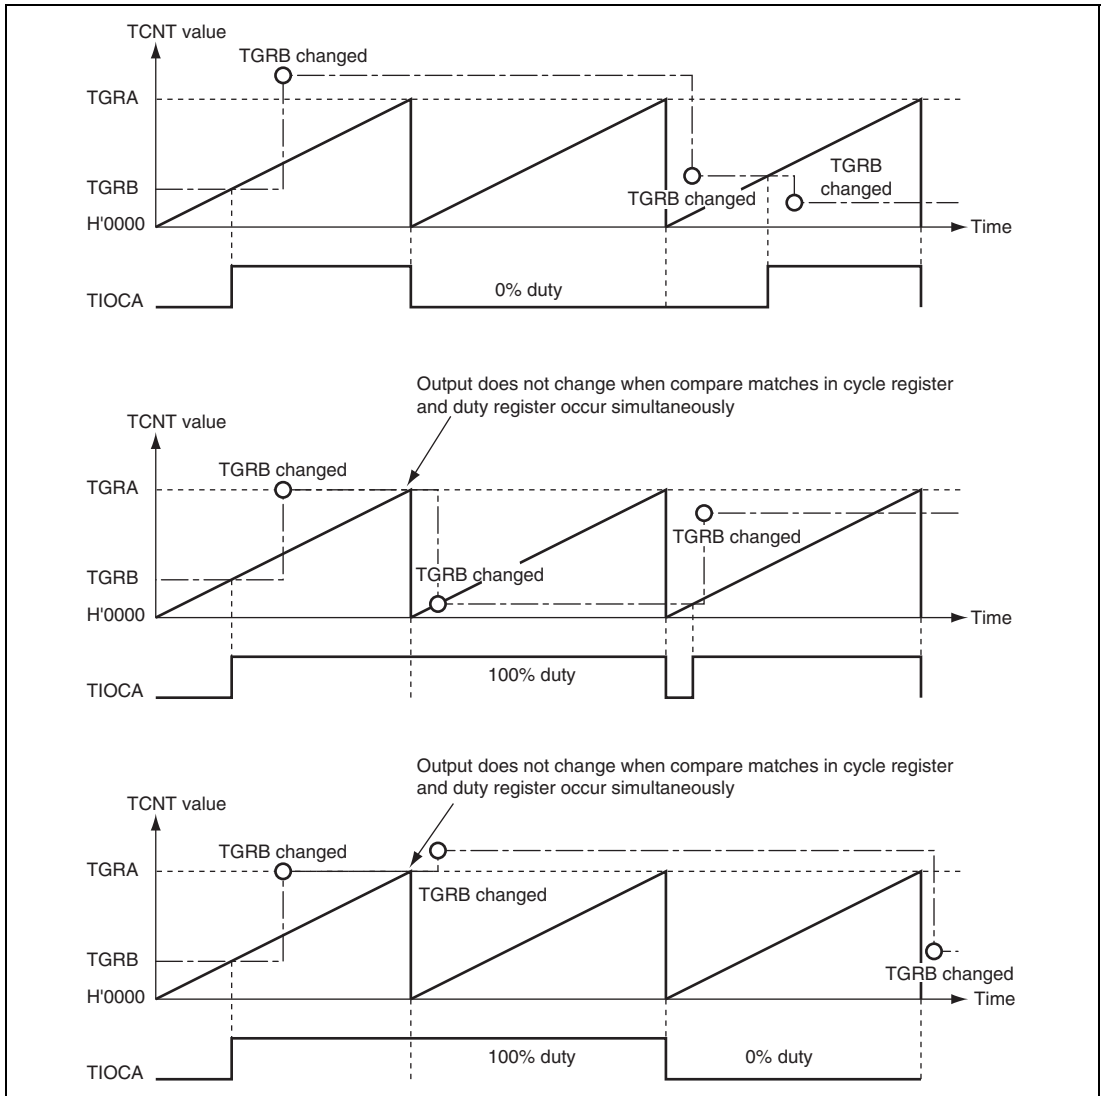 TCNT value
TGRB changed
TGRA
TGRB
changed
TGRB
TGRB changed
H'0000
Time
0% duty
TIOCA
Output does not change when compare matches in cycle register
and duty register occur simultaneously
TCNT value
TGRB changed
TGRA
TGRB changed
TGRB changed
TGRB
H'0000
Time
100% duty
TIOCA
Output does not change when compare matches in cycle register
and duty register occur simultaneously
TCNT value
TGRB changed
TGRA
TGRB changed
TGRB
TGRB changed
H'0000
Time
100% duty
0% duty
TIOCA